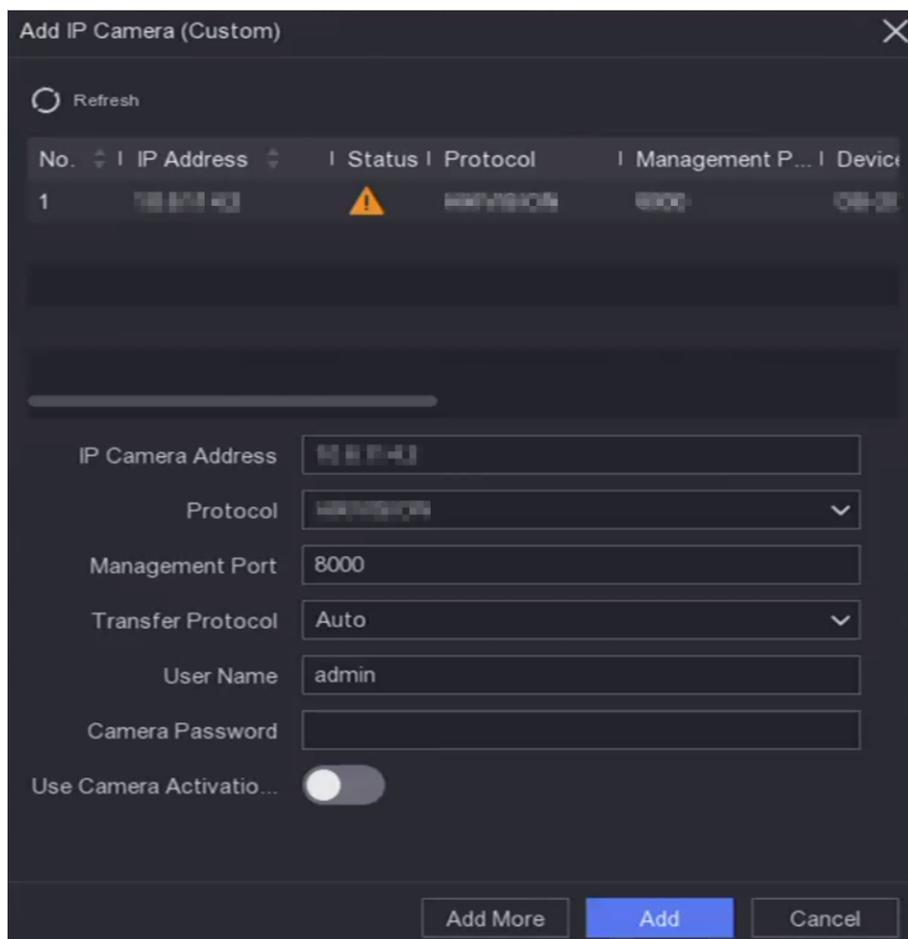 Add IP Camera (Custom)
Refresh
No. | IP Address | Status | Protocol | Management P... | Device
1
IP Camera Address
Protocol
Management Port 8000
Transfer Protocol Auto
User Name admin
Camera Password
Use Camera Activatio...
Add More Add Cancel